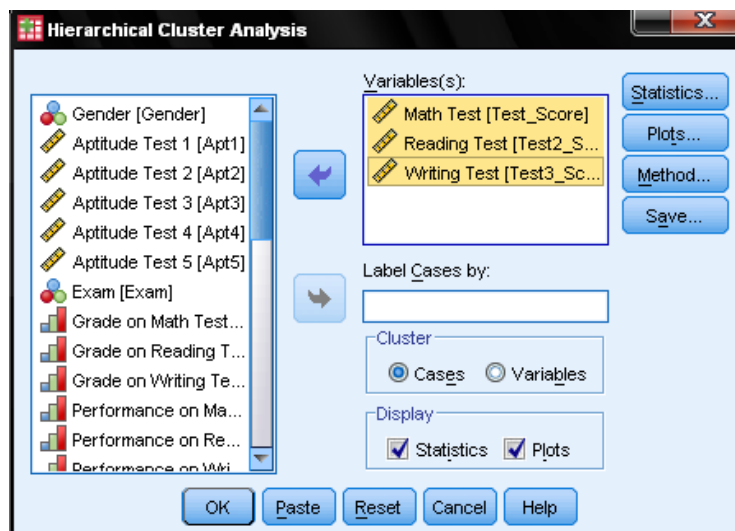 Hierarchical Cluster Analysis
X
Gender [Gender]
Aptitude Test 1 [Apt1]
Aptitude Test 2 [Apt2]
Aptitude Test 3 [Apt3]
Aptitude Test 4 [Apt4]
Aptitude Test 5 [Apt5]
Exam [Exam]
Grade on Math Test...
Grade on Reading T...
Grade on Writing Te...
Performance on Ma...
Performance on Re...
Performance on Wri...
Variables(s):
Math Test [Test_Score]
Reading Test [Test2_S...
Writing Test [Test3_Sc...
Label Cases by:
Cluster
Cases Variables
Display
Statistics Plots
Statistics...
Plots...
Method...
Save...
OK Paste Reset Cancel Help